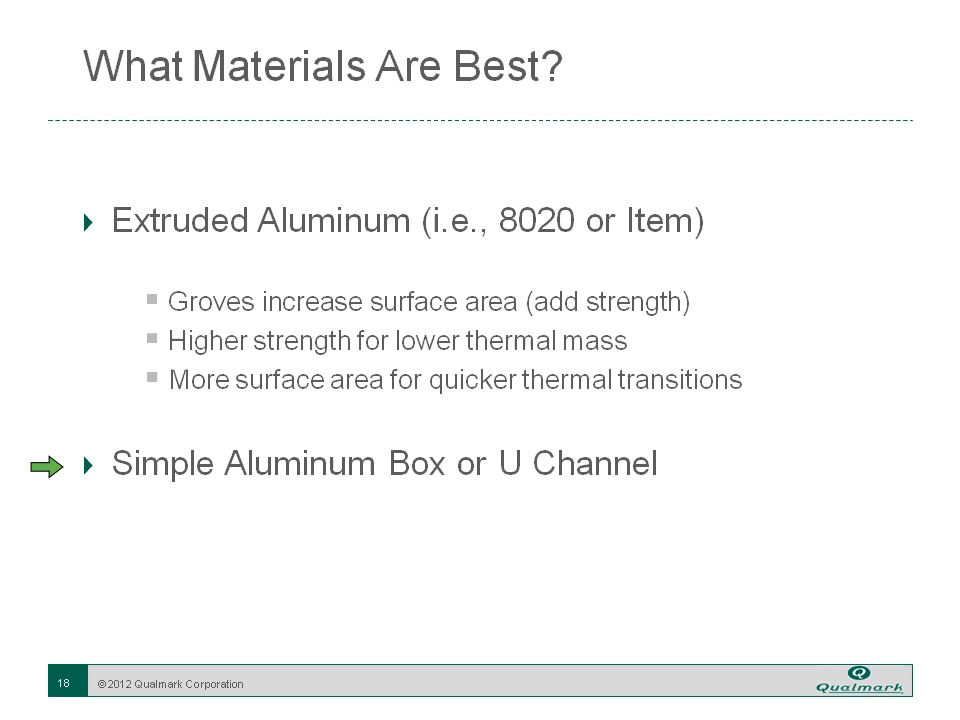 What Materials Are Best?
Extruded Aluminum (i.e., 8020 or Item)
Groves increase surface area (add strength)
Higher strength for lower thermal mass
More surface area for quicker thermal transitions
Simple Aluminum Box or U Channel
18
© 2012 Qualmark Corporation
Qualmark